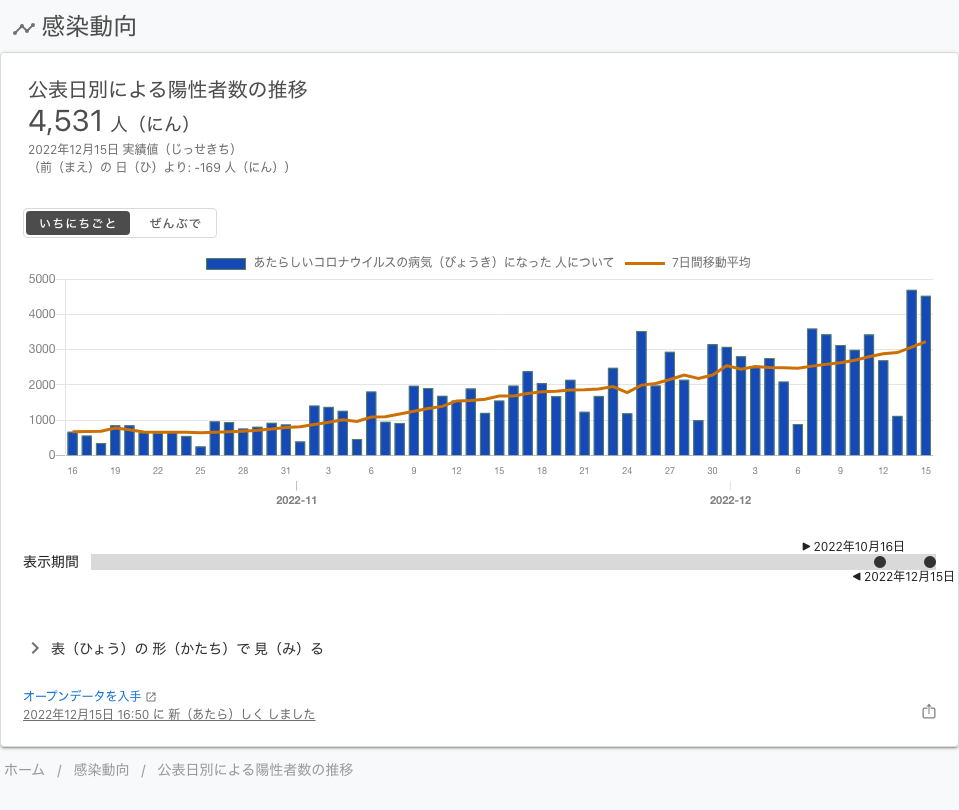 感染動向
公表日別による陽性者数の推移
4,531 人（にん）
2022年12月15日 実績値（じっせきち）
（前（まえ）の 日（ひ）より: -169 人（にん））
いちにちごと ぜんぶで
あたらしいコロナウイルスの病気（びょうき）になった 人について 7日間移動平均
5000
4000
3000
2000
1000
0
16 19 22 25 28 31 3 6 9 12 15 18 21 24 27 30 3 6 9 12 15
2022-11 2022-12
▶ 2022年10月16日
表示期間
◀ 2022年12月15日
表（ひょう）の 形（かたち）で 見（み）る
オープンデータを入手
2022年12月15日 16:50 に 新（あたら）しく しました
ホーム / 感染動向 / 公表日別による陽性者数の推移